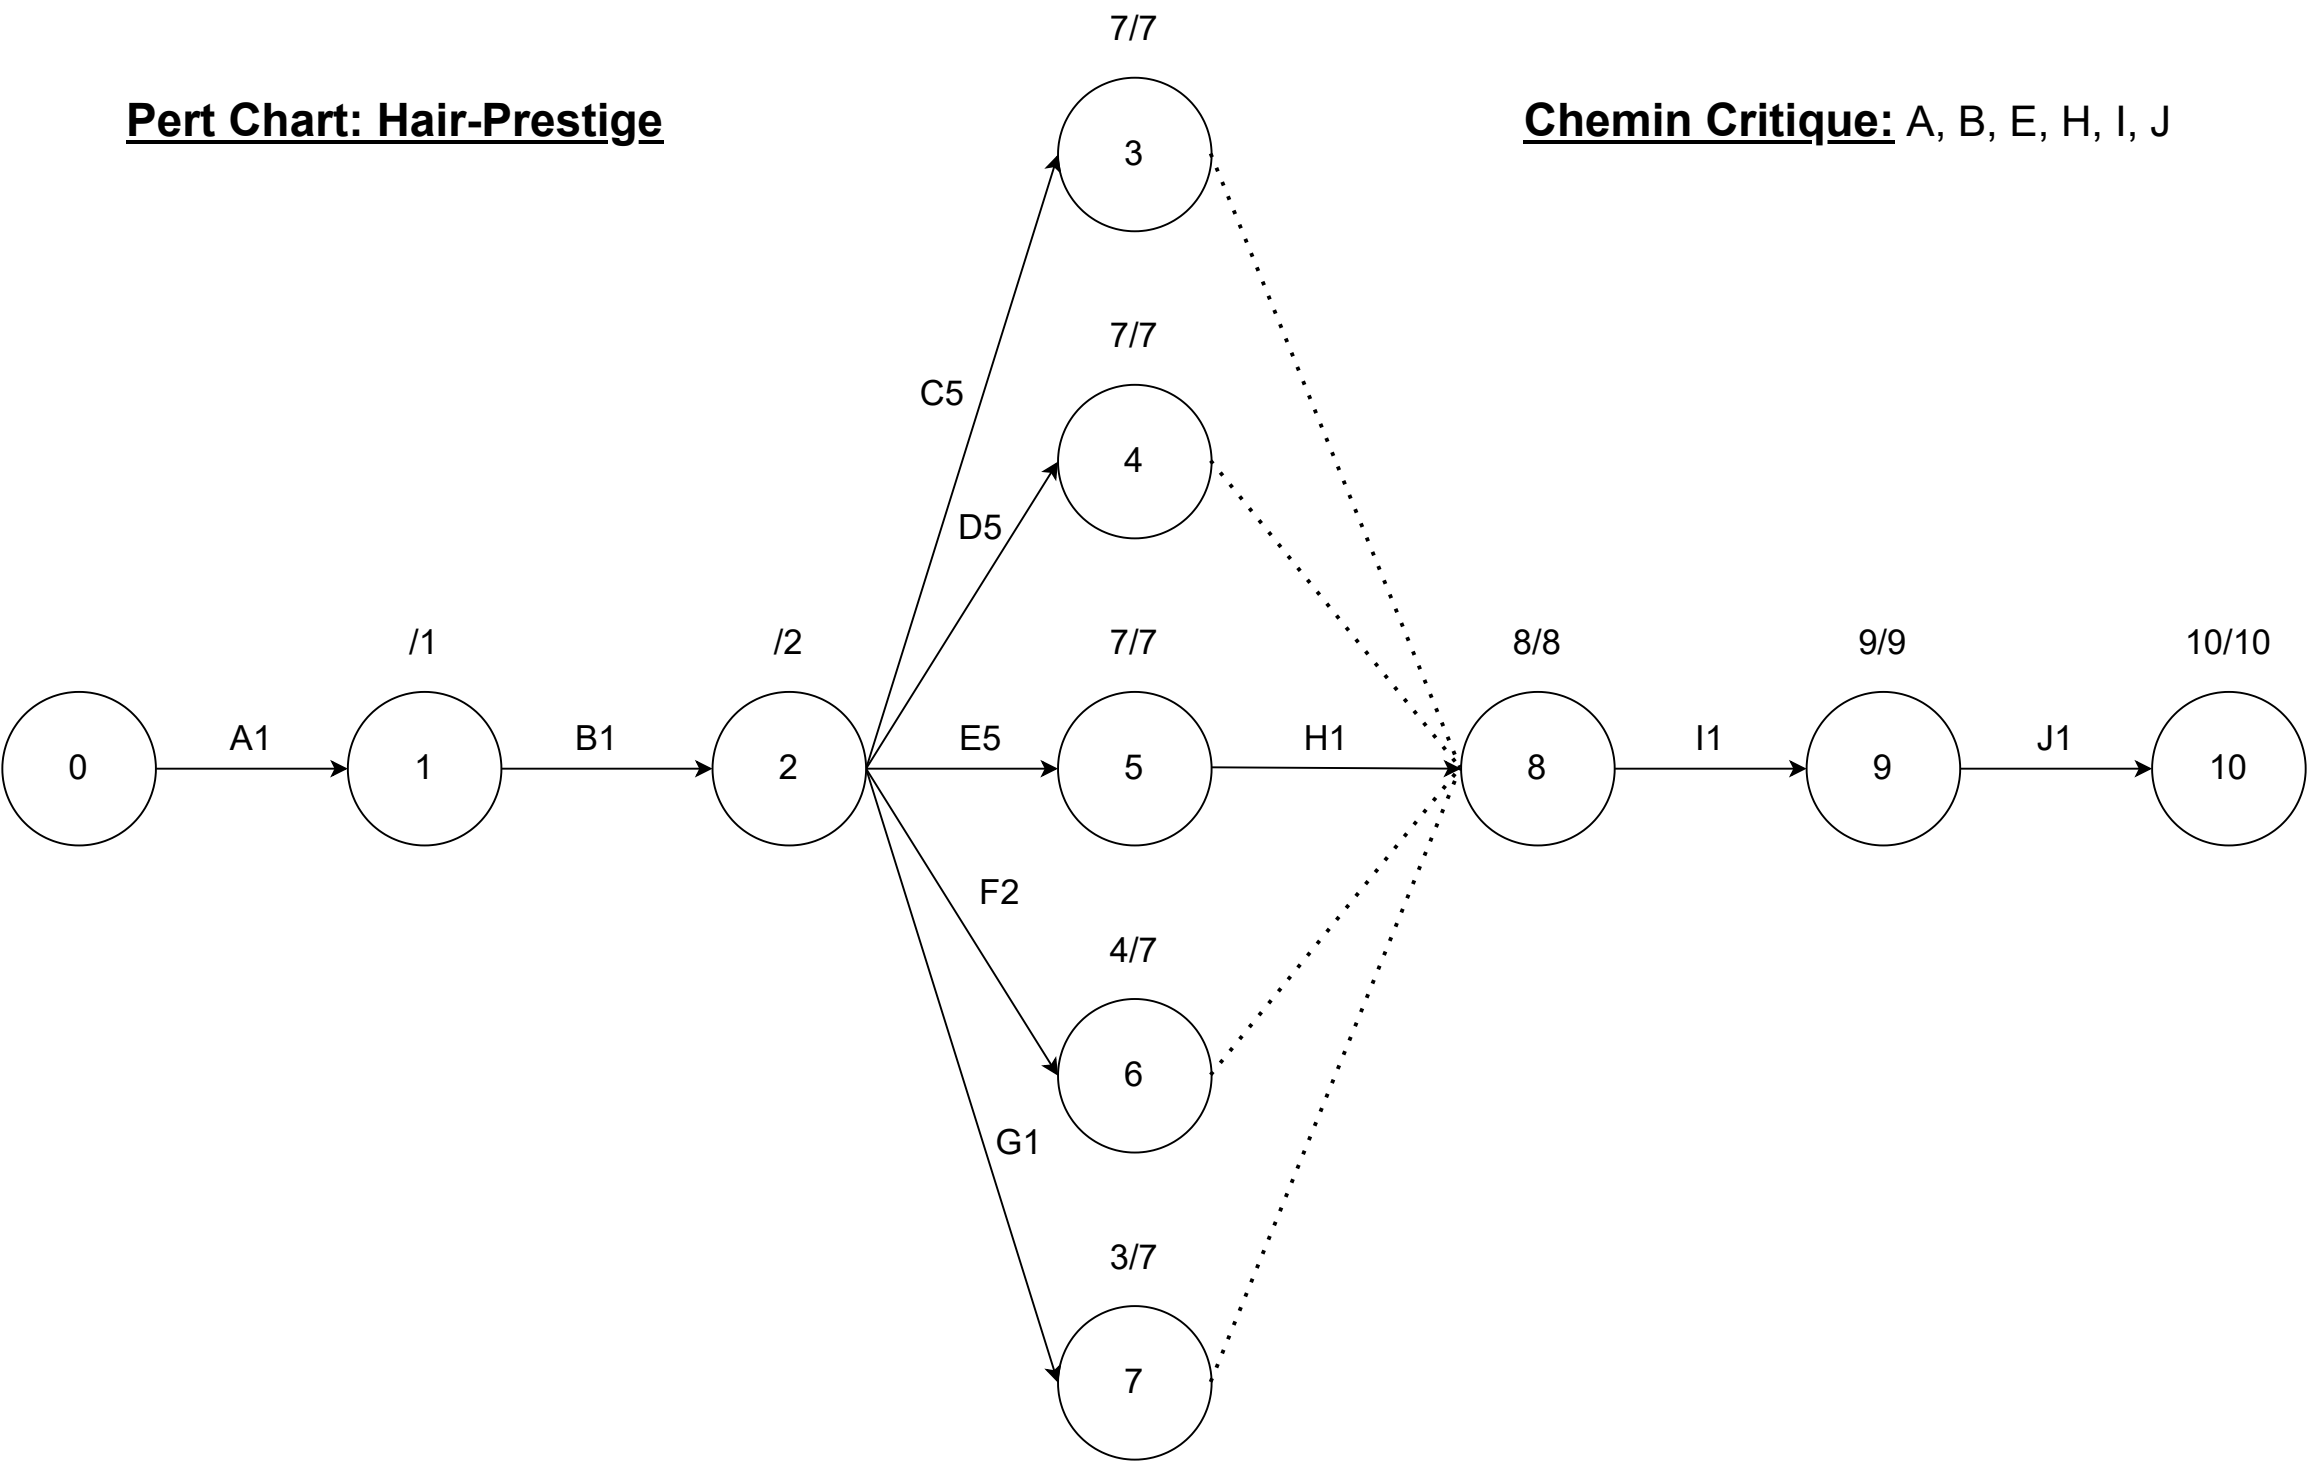 7/7
Pert Chart: Hair-Prestige
Chemin Critique: A, B, E, H, I, J
3
7/7
C5
4
D5
/1
/2
7/7
8/8
9/9
10/10
A1
B1
E5
H1
I1
J1
0
1
2
5
8
9
10
F2
4/7
6
G1
3/7
7